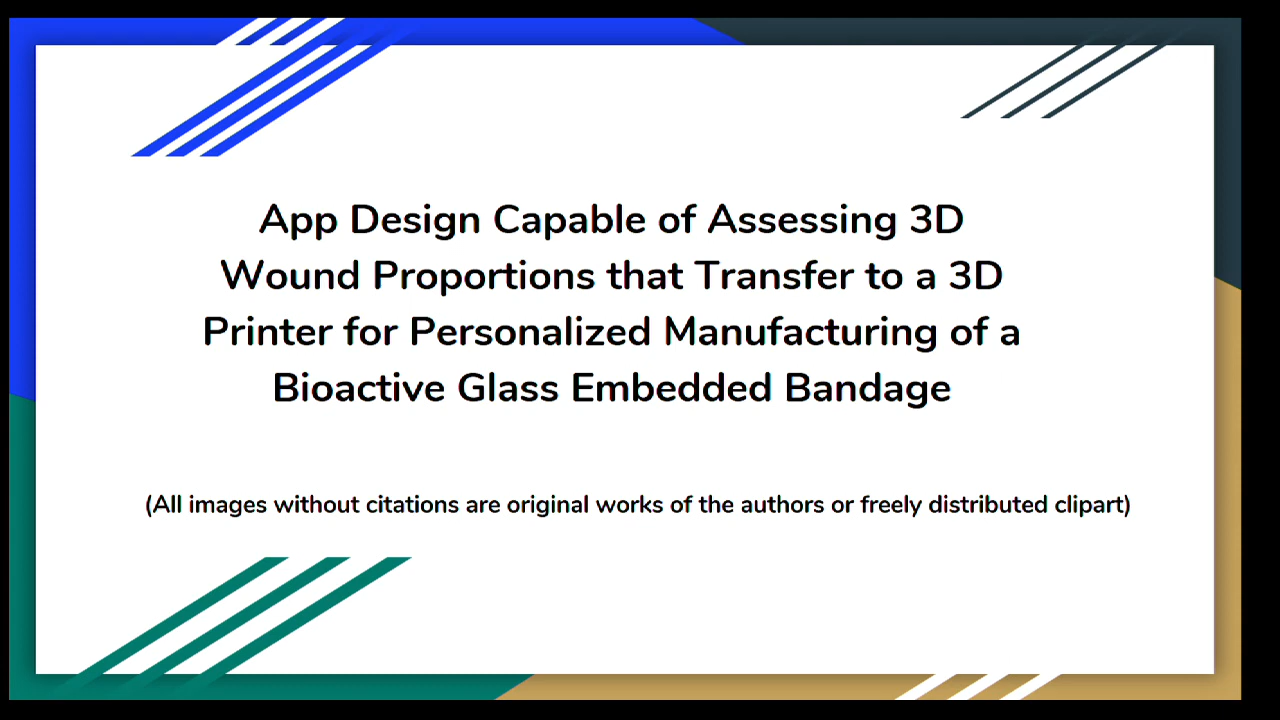 App Design Capable of Assessing 3D
Wound Proportions that Transfer to a 3D
Printer for Personalized Manufacturing of a
Bioactive Glass Embedded Bandage
(All images without citations are original works of the authors or freely distributed clipart)